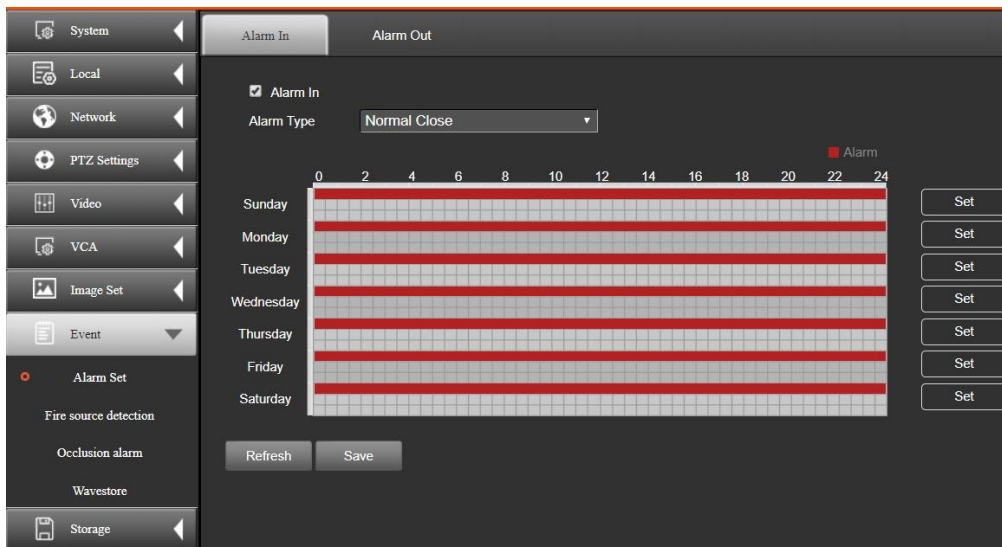 System
Local
Network
PTZ Settings
Video
VCA
Image Set
Event
Alarm Set
Fire source detection
Occlusion alarm
Wavestore
Storage
Alarm In Alarm Out
Alarm In
Alarm Type Normal Close
Alarm
0 2 4 6 8 10 12 14 16 18 20 22 24
Sunday Set
Monday Set
Tuesday Set
Wednesday Set
Thursday Set
Friday Set
Saturday Set
Refresh Save